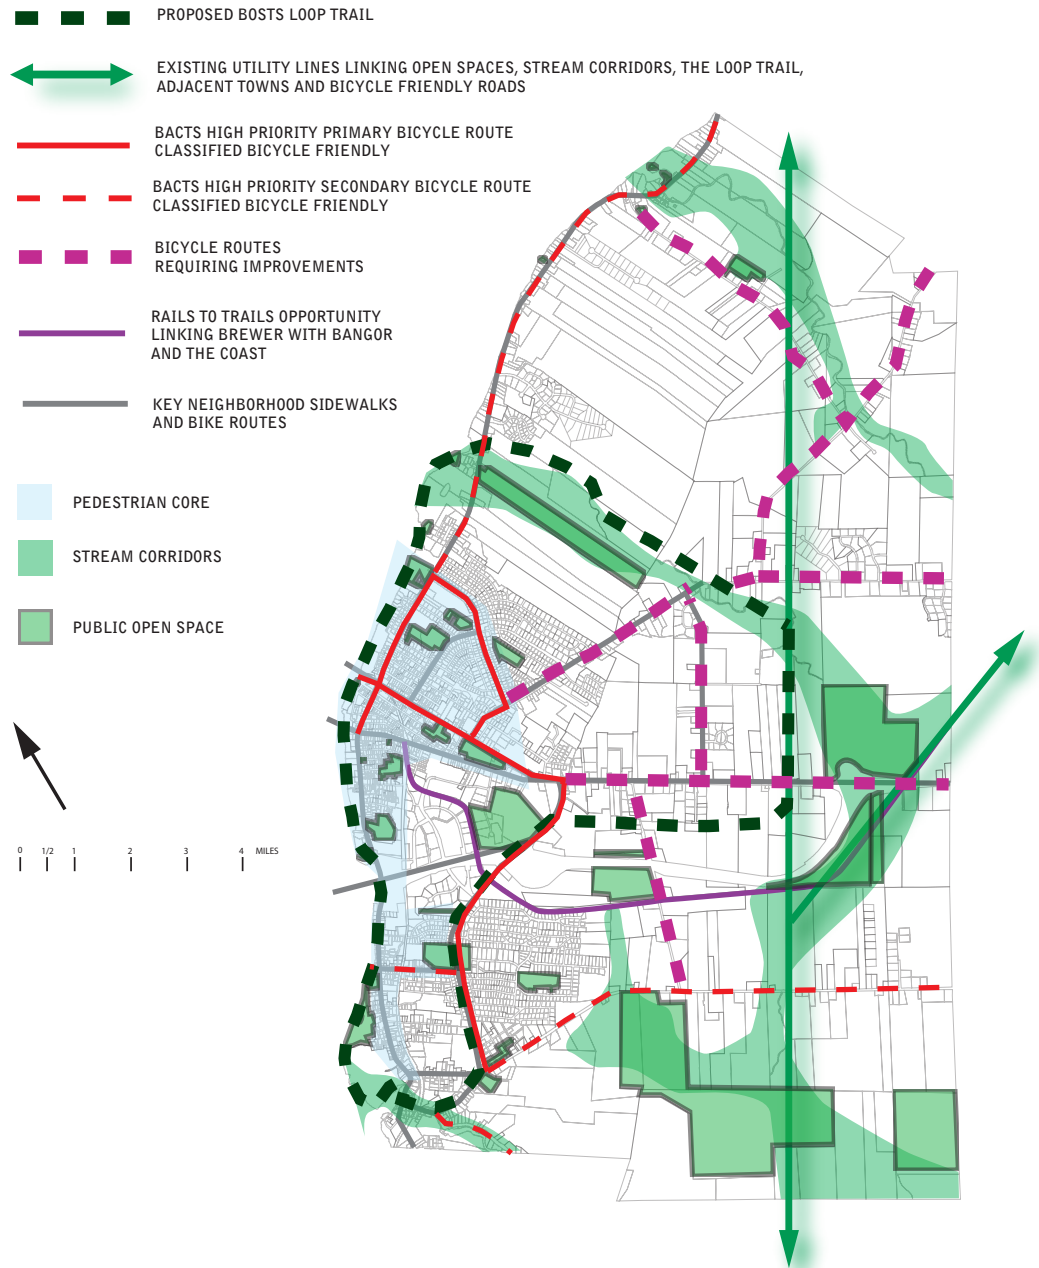 PROPOSED BOSTS LOOP TRAIL
EXISTING UTILITY LINES LINKING OPEN SPACES, STREAM CORRIDORS, THE LOOP TRAIL,
ADJACENT TOWNS AND BICYCLE FRIENDLY ROADS
BACTS HIGH PRIORITY PRIMARY BICYCLE ROUTE
CLASSIFIED BICYCLE FRIENDLY
BACTS HIGH PRIORITY SECONDARY BICYCLE ROUTE
CLASSIFIED BICYCLE FRIENDLY
BICYCLE ROUTES
REQUIRING IMPROVEMENTS
RAILS TO TRAILS OPPORTUNITY
LINKING BREWER WITH BANGOR
AND THE COAST
KEY NEIGHBORHOOD SIDEWALKS
AND BIKE ROUTES
PEDESTRIAN CORE
STREAM CORRIDORS
PUBLIC OPEN SPACE
0 1/2 1 2 3 4 MILES